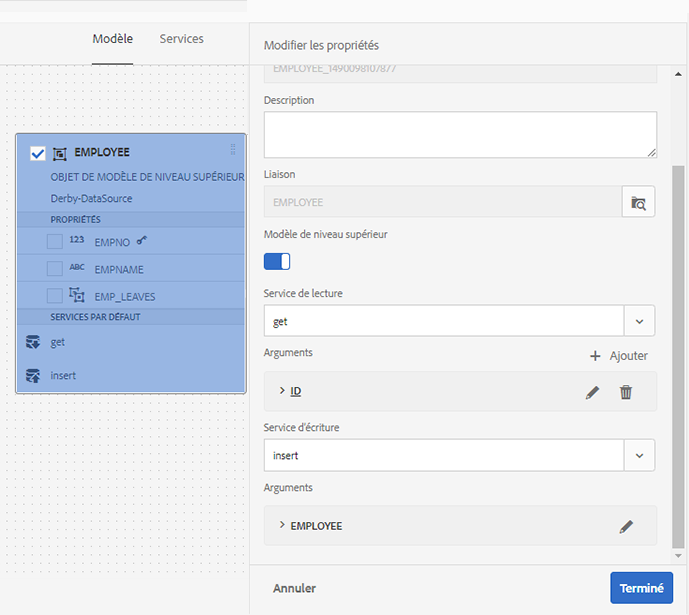 Modèle Services
EMPLOYEE
OBJET DE MODÈLE DE NIVEAU SUPÉRIEUR
Derby-DataSource
PROPRIÉTÉS
123 EMPNO
ABC EMPNAME
EMP_LEAVES
SERVICES PAR DÉFAUT
get
insert
Modifier les propriétés
EMPLOYEE_1490098107877
Description
Liaison
EMPLOYEE
Modèle de niveau supérieur
Service de lecture
get
Arguments
+ Ajouter
ID
Service d'écriture
insert
Arguments
EMPLOYEE
Annuler
Terminé